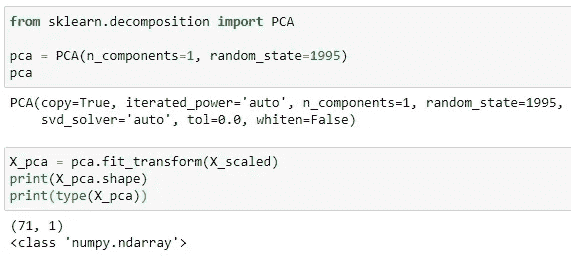 from sklearn.decomposition import PCA
pca = PCA(n_components=1, random_state=1995)
pca
PCA(copy=True, iterated_power='auto', n_components=1, random_state=1995,
    svd_solver='auto', tol=0.0, whiten=False)
X_pca = pca.fit_transform(X_scaled)
print(X_pca.shape)
print(type(X_pca))
(71, 1)
<class 'numpy.ndarray'>